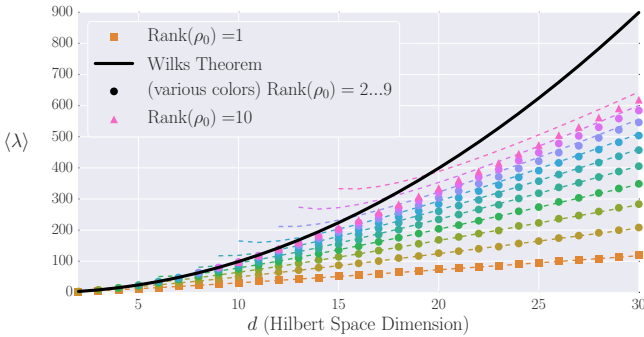 900
800
700
600
500
400
300
200
100
0
⟨λ⟩
Rank(ρ₀) =1
Wilks Theorem
(various colors) Rank(ρ₀) = 2...9
Rank(ρ₀) =10
5 10 15 20 25 30
d (Hilbert Space Dimension)